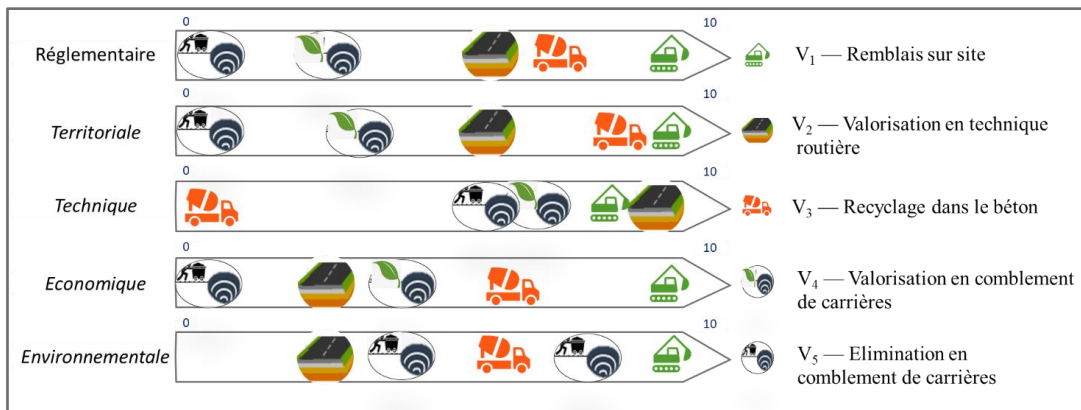 0 10
Réglementaire
V₁ — Remblais sur site
0 10
Territoriale
V₂ — Valorisation en technique
routière
0 10
Technique
V₃ — Recyclage dans le béton
0 10
Economique
V₄ — Valorisation en comblement
de carrières
0 10
Environnementale
V₅ — Elimination en
comblement de carrières